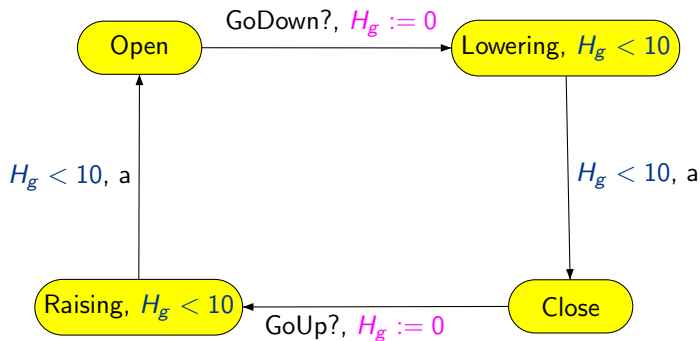 GoDown?, H_g := 0
Open
Lowering, H_g < 10
H_g < 10, a
H_g < 10, a
Raising, H_g < 10
Close
GoUp?, H_g := 0